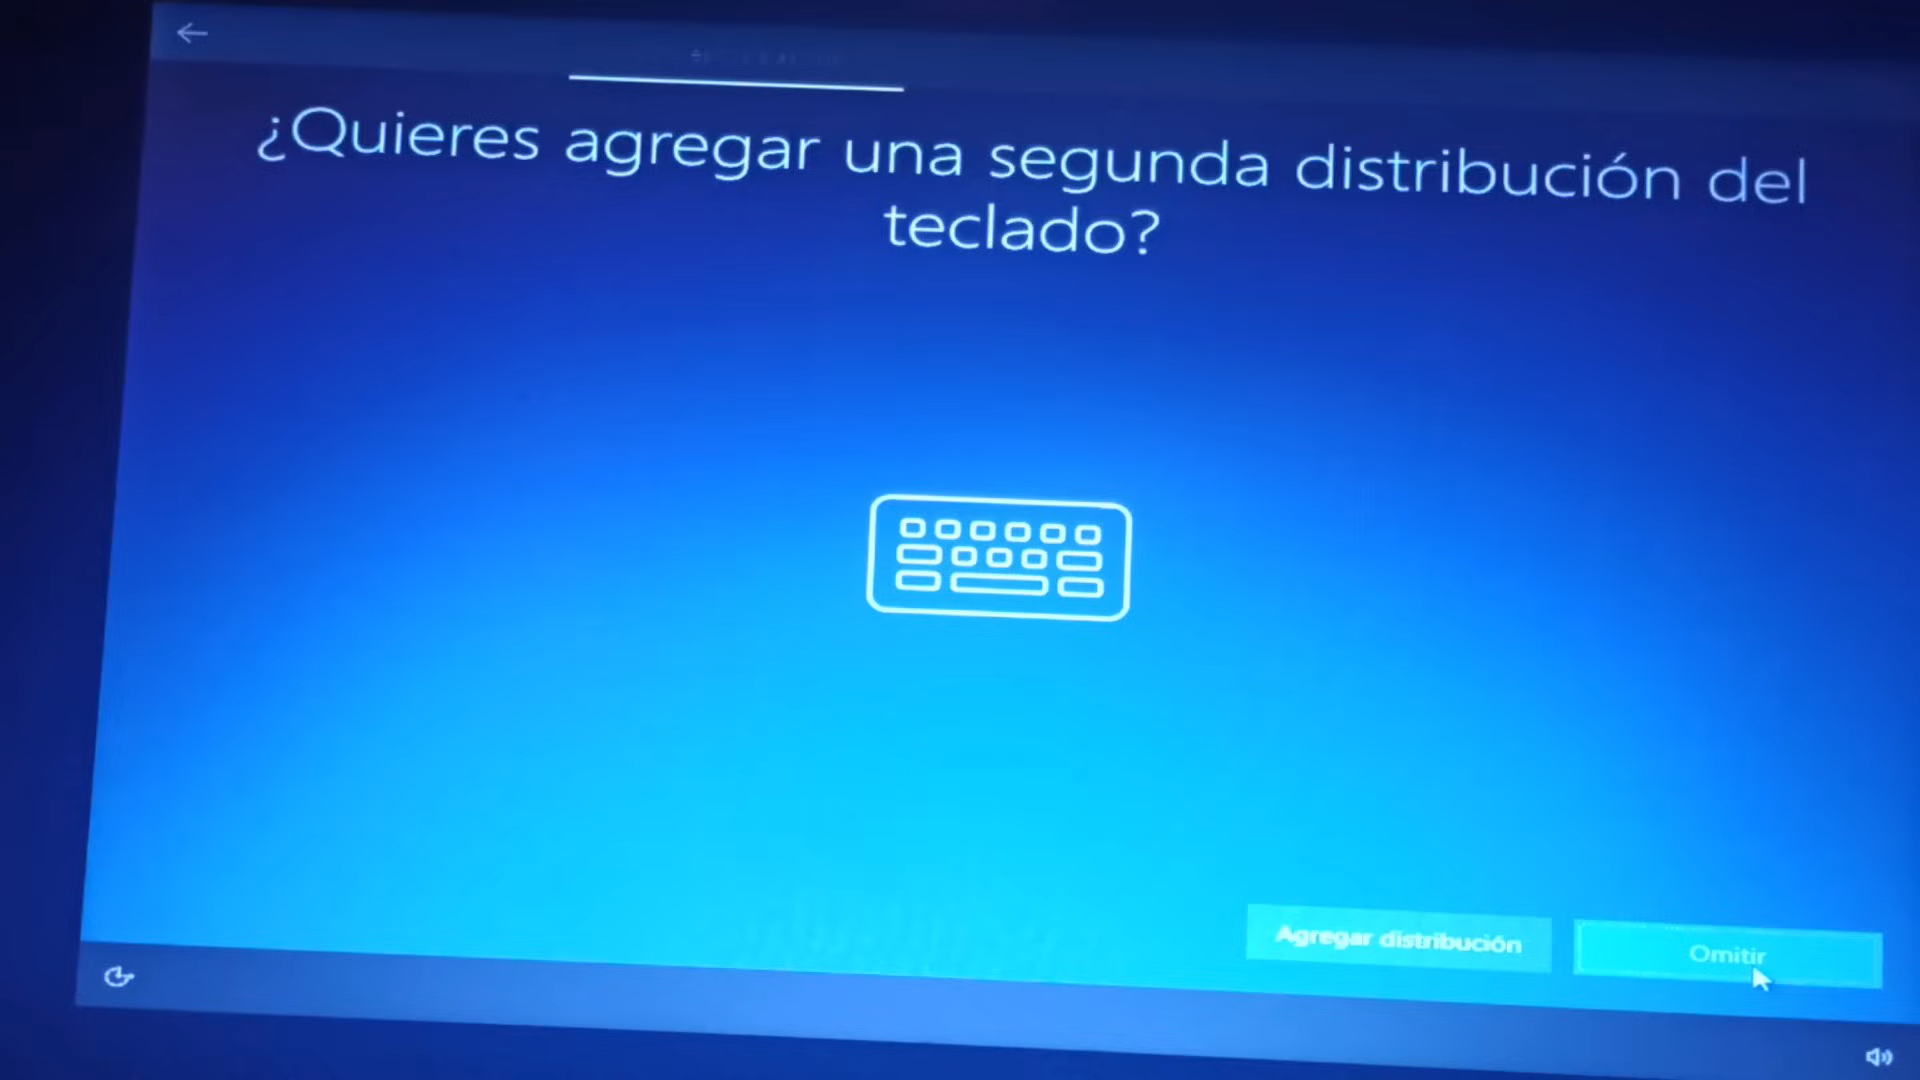 ¿Quieres agregar una segunda distribución del
teclado?
Agregar distribución
Omitir